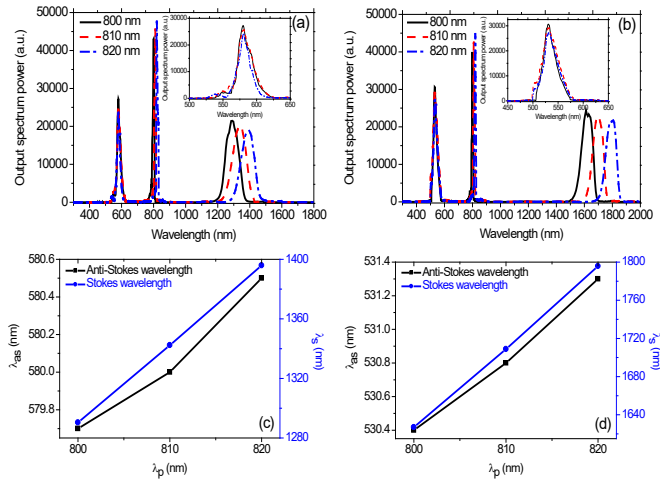 (a)
800 nm
810 nm
820 nm
Output spectrum power (a.u.)
50000
40000
30000
20000
10000
0
400 600 800 1000 1200 1400 1600 1800
Wavelength (nm)
Output spectrum power (a.u.)
30000
20000
10000
0
500 550 600 650
Wavelength (nm)
(b)
800 nm
810 nm
820 nm
Output spectrum power (a.u.)
50000
40000
30000
20000
10000
0
400 600 800 1000 1200 1400 1600 1800 2000
Wavelength (nm)
Output spectrum power (a.u.)
30000
25000
20000
15000
10000
5000
0
450 500 550 600 650
Wavelength (nm)
(c)
Anti-Stokes wavelength
Stokes wavelength
λas (nm)
580.6
580.3
580.0
579.7
λs (nm)
1400
1360
1320
1280
800 810 820
λp (nm)
(d)
Anti-Stokes wavelength
Stokes wavelength
λas (nm)
531.4
531.2
531.0
530.8
530.6
530.4
λs (nm)
1800
1760
1720
1680
1640
800 810 820
λp (nm)